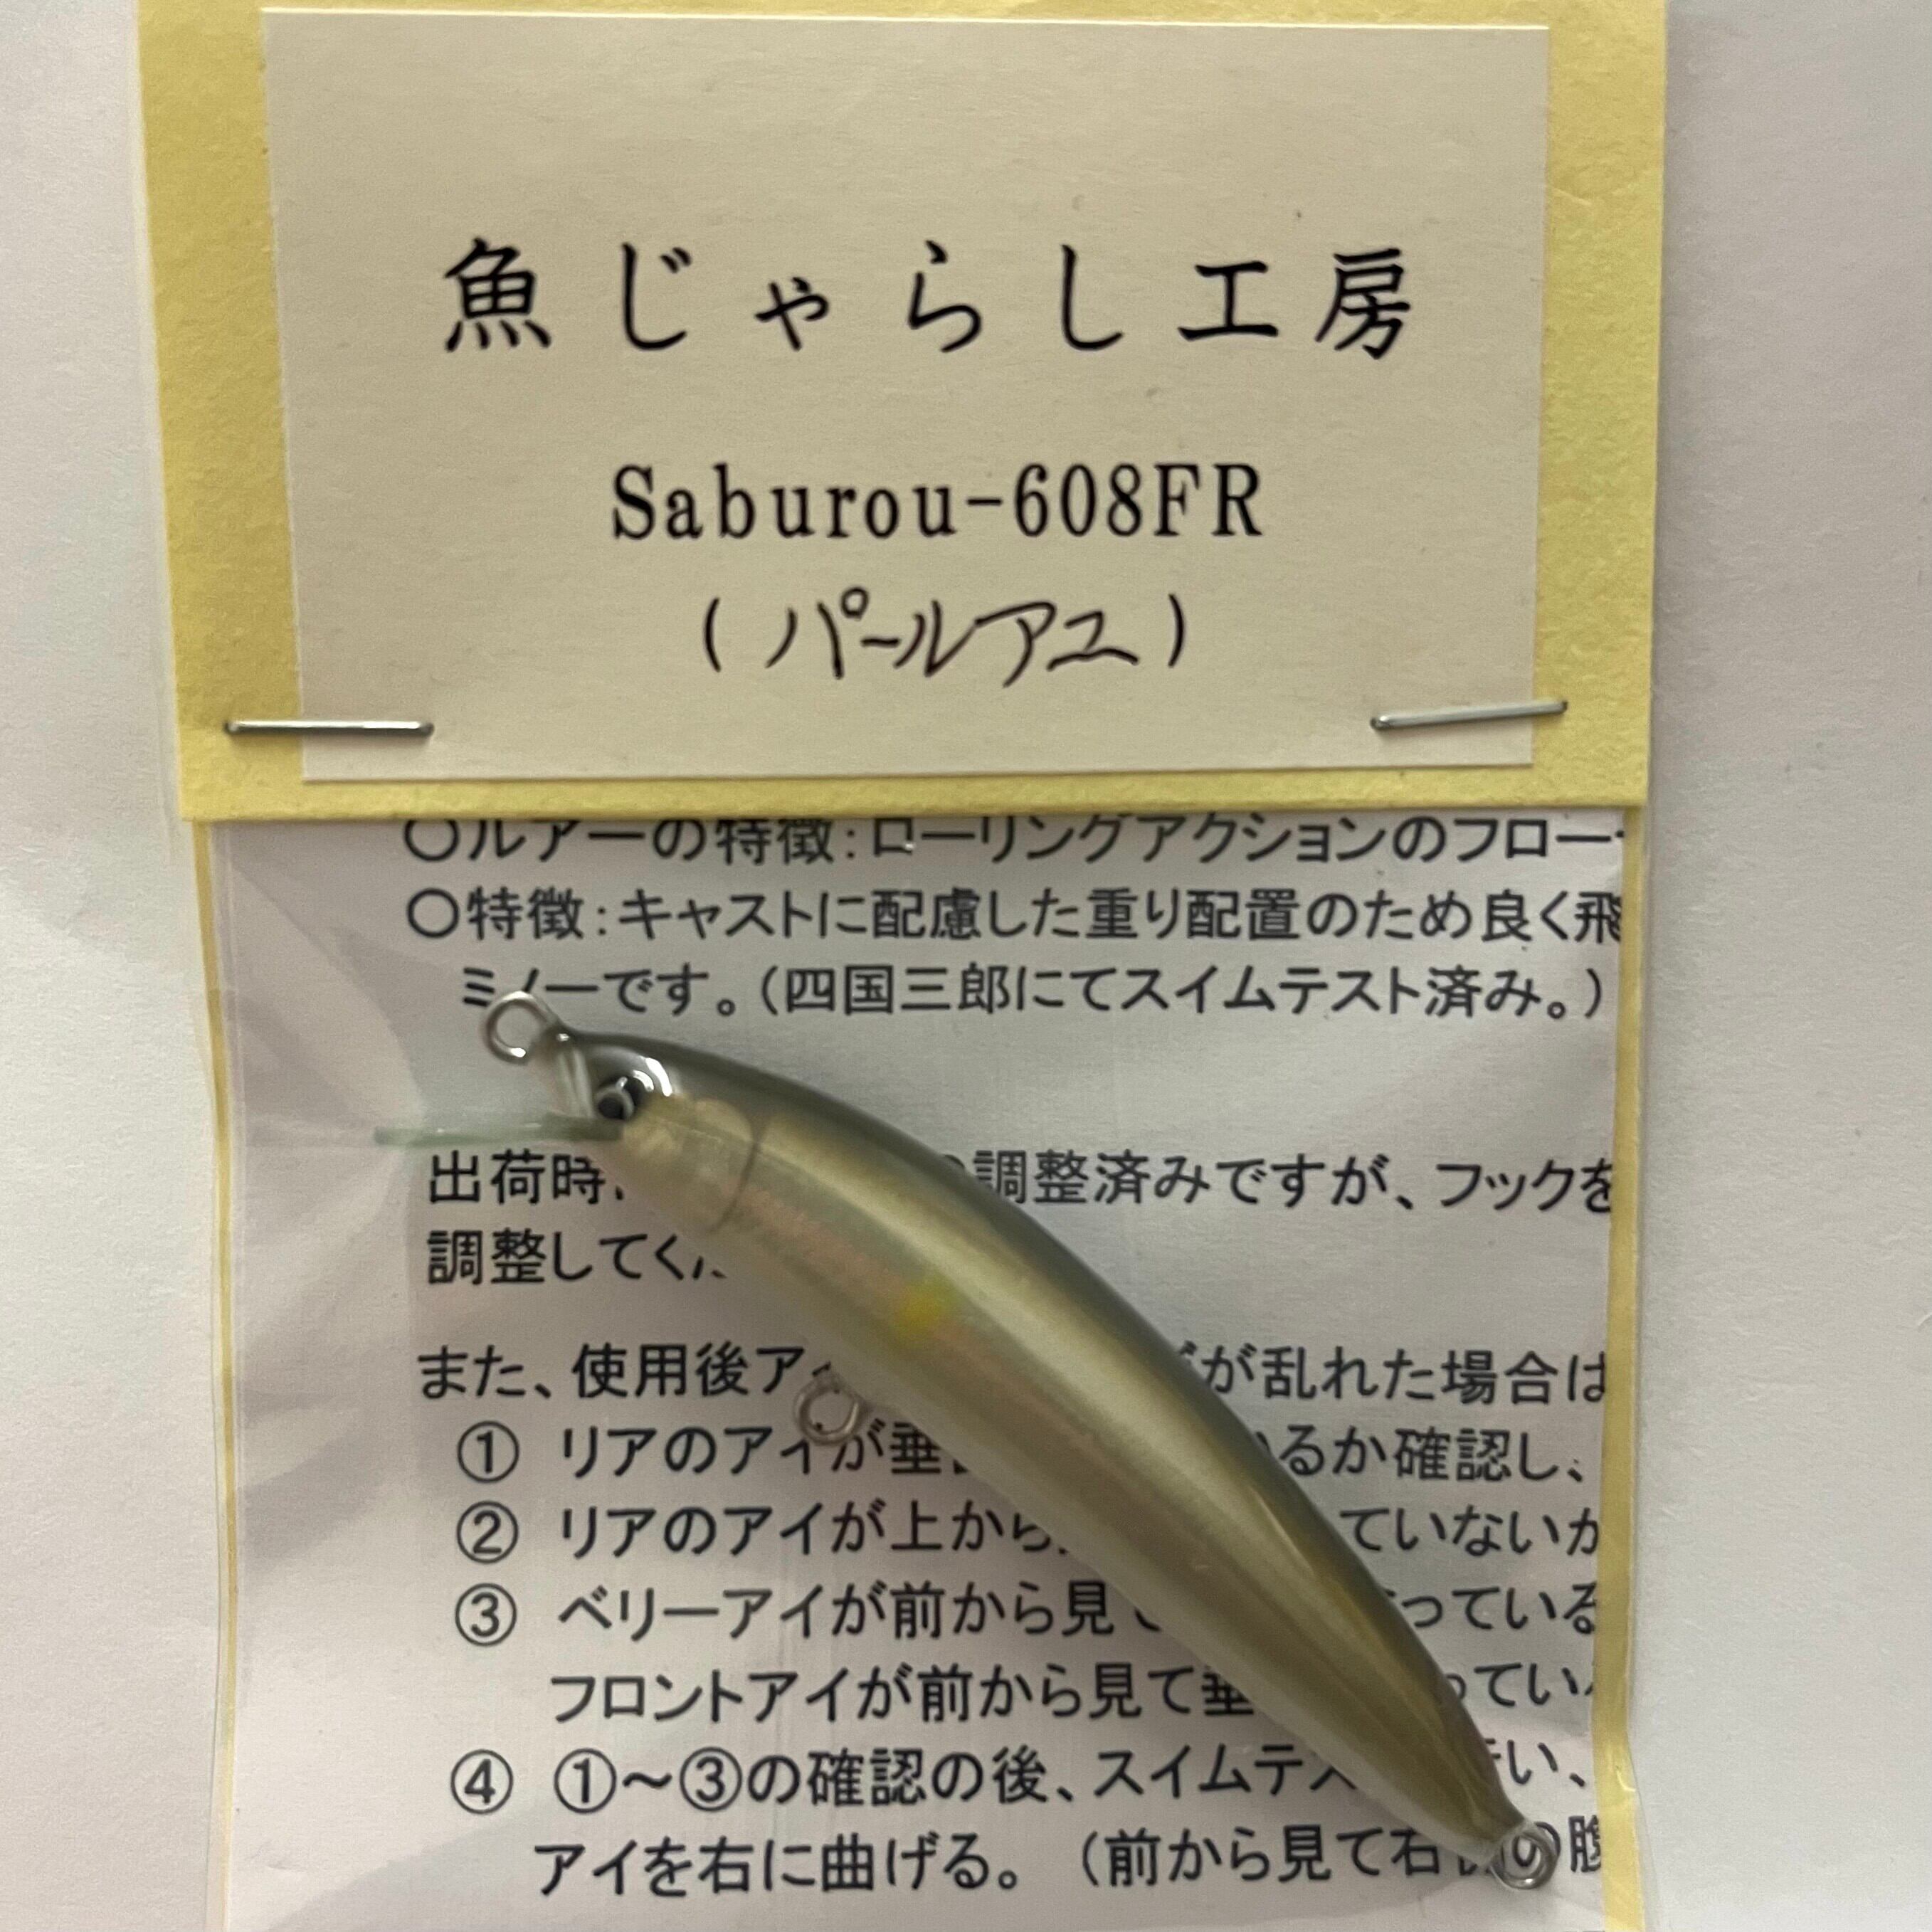 魚じゃらし工房
Saburou-608FR
(パールアユ)
〇ルアーの特徴：ローリングアクションのフロー
〇特徴：キャストに配慮した重り配置のため良く飛
ミノーです。（四国三郎にてスイムテスト済み。）
出荷時 調整済みですが、フックを
調整してく
また、使用後ア が乱れた場合は
① リアのアイが垂 るか確認し、
② リアのアイが上から ていないか
③ ベリーアイが前から見て っている
フロントアイが前から見て垂 ってい
④ ①～③の確認の後、スイムテス い、
アイを右に曲げる。（前から見て右 の腹